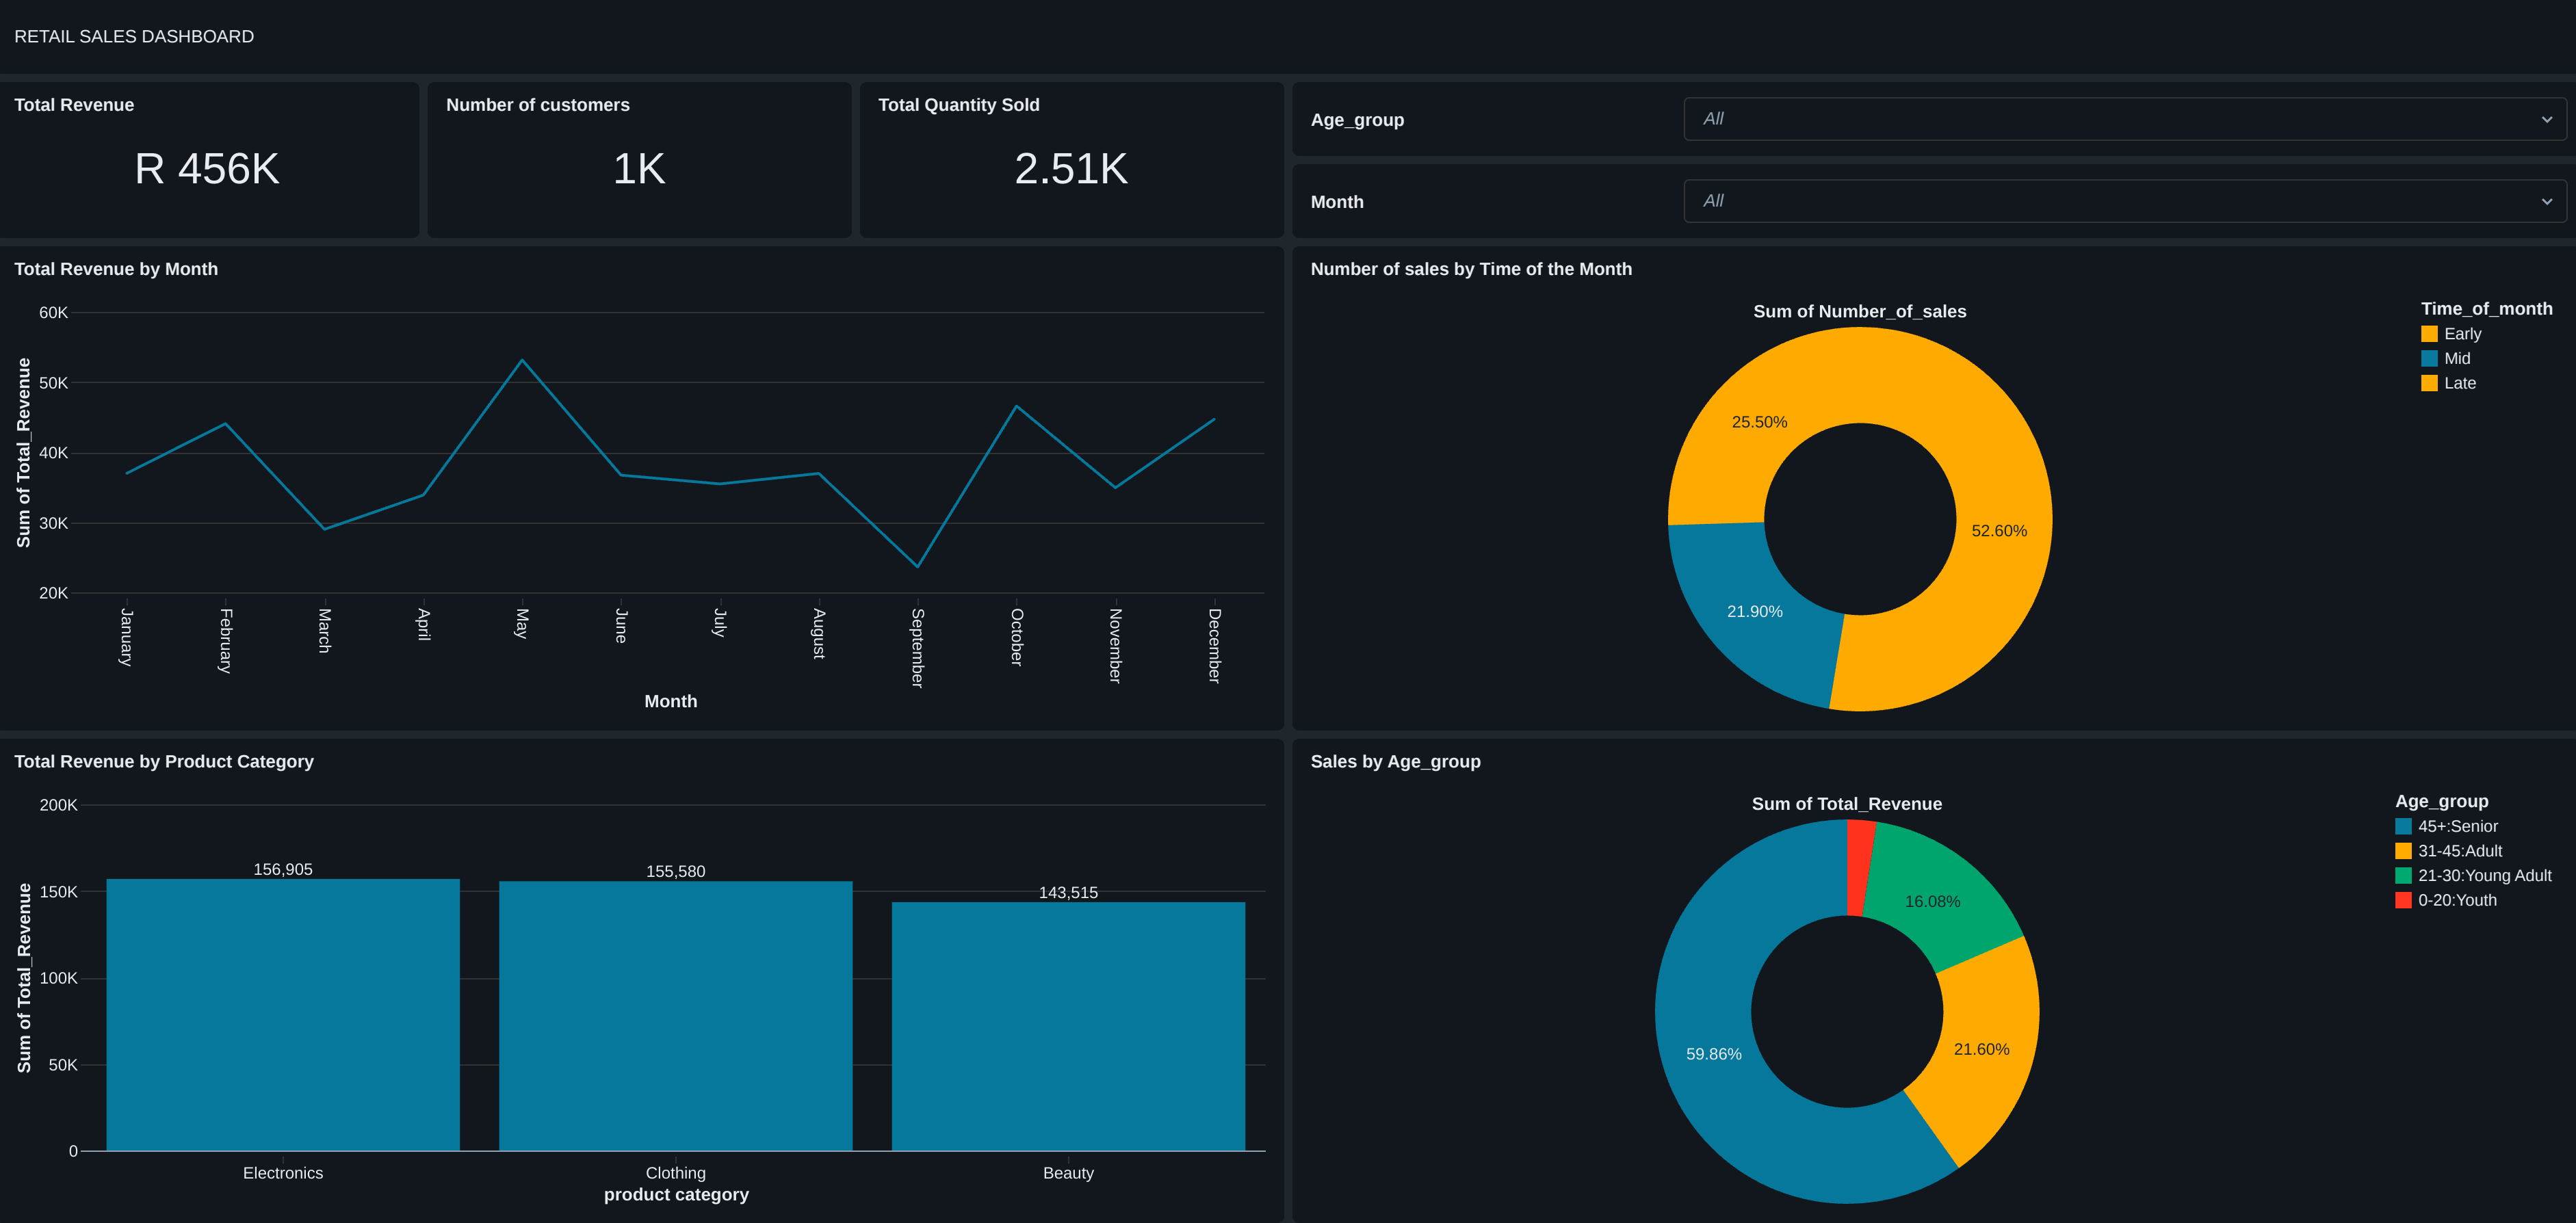 RETAIL SALES DASHBOARD
Total Revenue
R 456K
Number of customers
1K
Total Quantity Sold
2.51K
Age_group
All
Month
All
Total Revenue by Month
Sum of Total_Revenue
60K
50K
40K
30K
20K
January
February
March
April
May
June
July
August
September
October
November
December
Month
Number of sales by Time of the Month
Sum of Number_of_sales
25.50%
52.60%
21.90%
Time_of_month
Early
Mid
Late
Total Revenue by Product Category
Sum of Total_Revenue
200K
150K
100K
50K
0
156,905
155,580
143,515
Electronics
Clothing
Beauty
product category
Sales by Age_group
Sum of Total_Revenue
16.08%
21.60%
59.86%
Age_group
45+:Senior
31-45:Adult
21-30:Young Adult
0-20:Youth